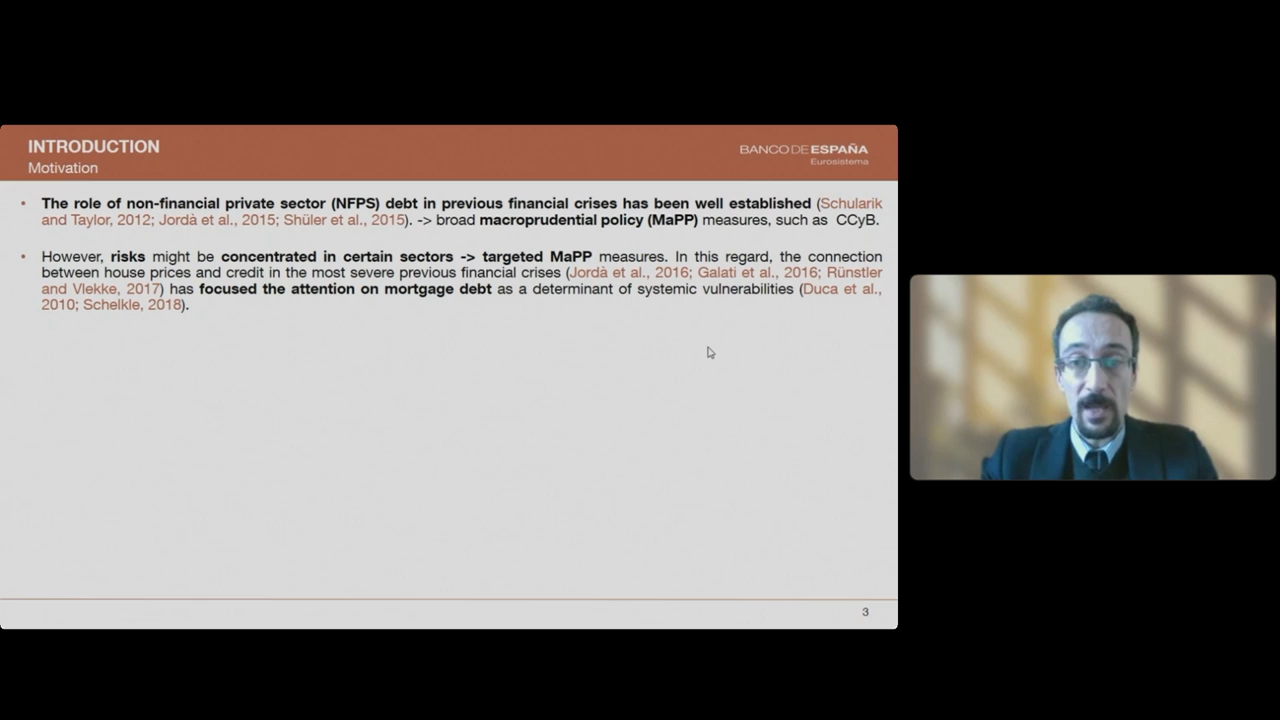 INTRODUCTION
Motivation
BANCO DE ESPAÑA
Eurosistema
• The role of non-financial private sector (NFPS) debt in previous financial crises has been well established (Schularik
and Taylor, 2012; Jordà et al., 2015; Shüler et al., 2015). -> broad macroprudential policy (MaPP) measures, such as CCyB.
• However, risks might be concentrated in certain sectors -> targeted MaPP measures. In this regard, the connection
between house prices and credit in the most severe previous financial crises (Jordà et al., 2016; Galati et al., 2016; Rünstler
and Vlekke, 2017) has focused the attention on mortgage debt as a determinant of systemic vulnerabilities (Duca et al.,
2010; Schelkle, 2018).
3